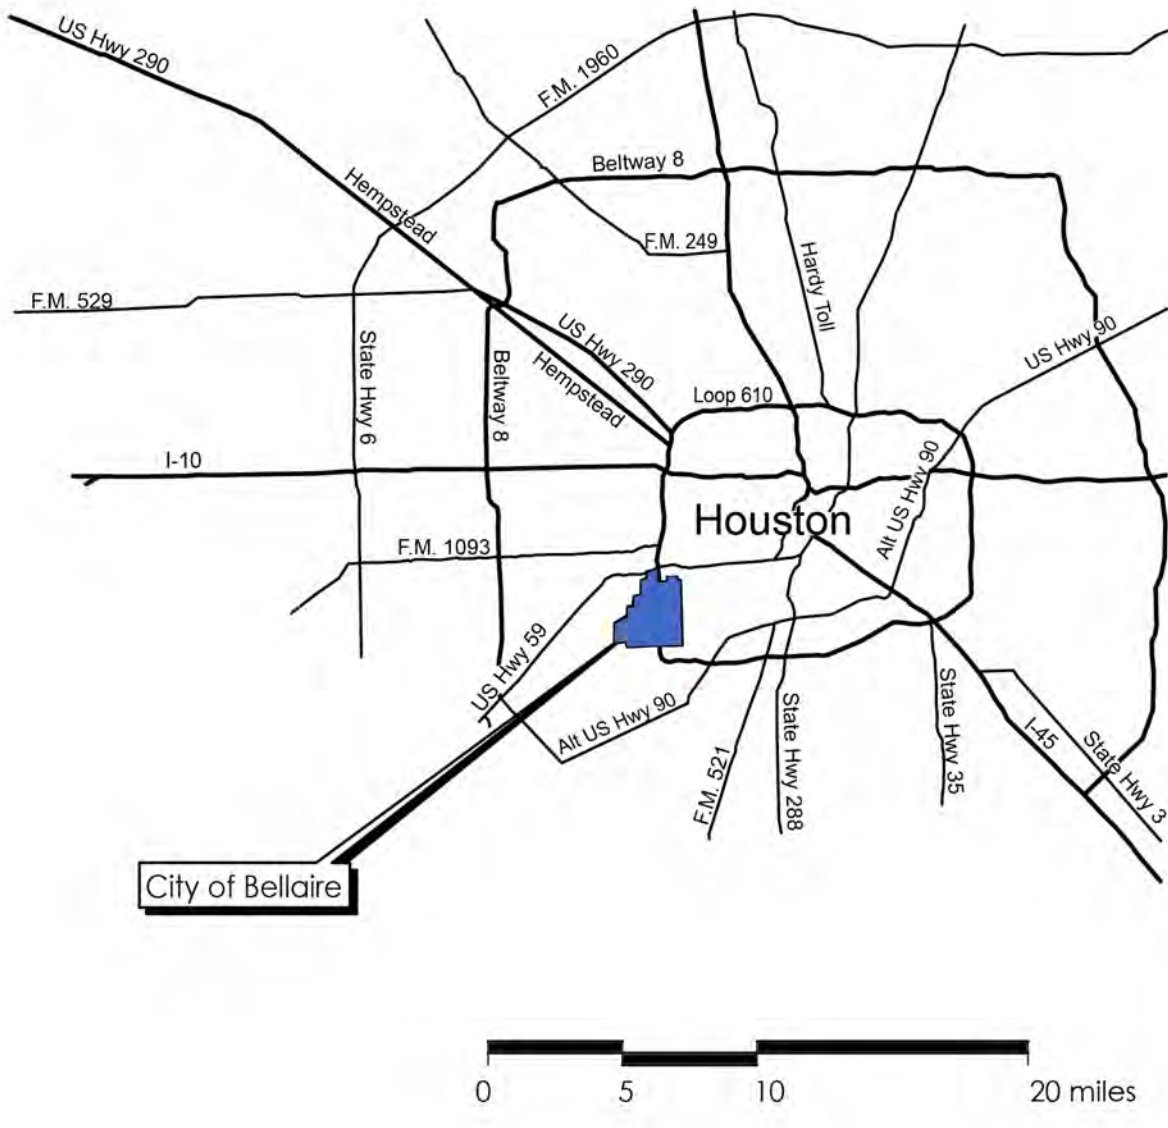 US Hwy 290
F.M. 1960
Beltway 8
Hempstead
F.M. 249
Hardy Toll
F.M. 529
US Hwy 290
US Hwy 90
State Hwy 6
Beltway 8
Hempstead
Loop 610
I-10
Alt US Hwy 90
Houston
F.M. 1093
US Hwy 59
Alt US Hwy 90
F.M. 521
State Hwy 288
State Hwy 35
I-45
State Hwy 3
City of Bellaire
0 5 10 20 miles